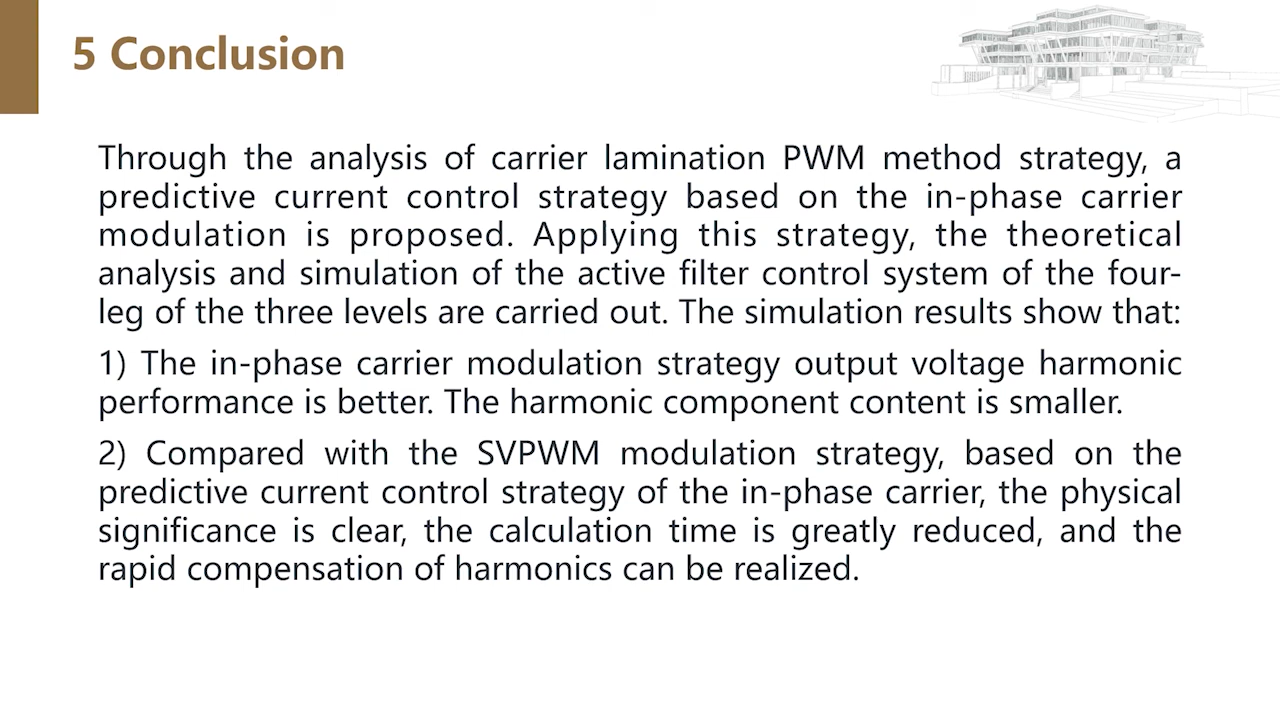 5 Conclusion
Through the analysis of carrier lamination PWM method strategy, a
predictive current control strategy based on the in-phase carrier
modulation is proposed. Applying this strategy, the theoretical
analysis and simulation of the active filter control system of the four-
leg of the three levels are carried out. The simulation results show that:
1) The in-phase carrier modulation strategy output voltage harmonic
performance is better. The harmonic component content is smaller.
2) Compared with the SVPWM modulation strategy, based on the
predictive current control strategy of the in-phase carrier, the physical
significance is clear, the calculation time is greatly reduced, and the
rapid compensation of harmonics can be realized.